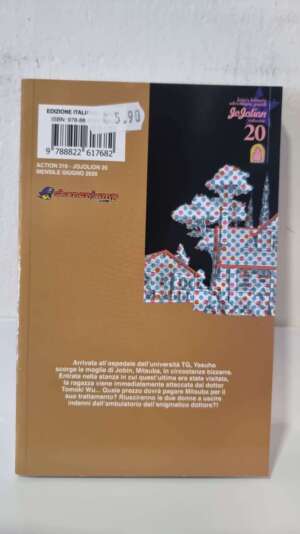 EDIZIONE ITALI
ISBN: 978-88
5,90
9 788822 617682
ACTION 318 - JOJOLION 20
MENSILE GIUGNO 2020
JoJolion
20
Arrivata all'ospedale dell'università TG, Yasuho
scorge la moglie di Jobin, Mitsuba, in circostanze bizzarre.
Entrata nella stanza in cui quest'ultima era stata visitata,
la ragazza viene immediatamente attaccata dal dottor
Tomoki Wu... Quale prezzo dovrà pagare Mitsuba per il
suo trattamento? Riusciranno le due donne a uscire
indenni dall'ambulatorio dell'enigmatico dottore?!